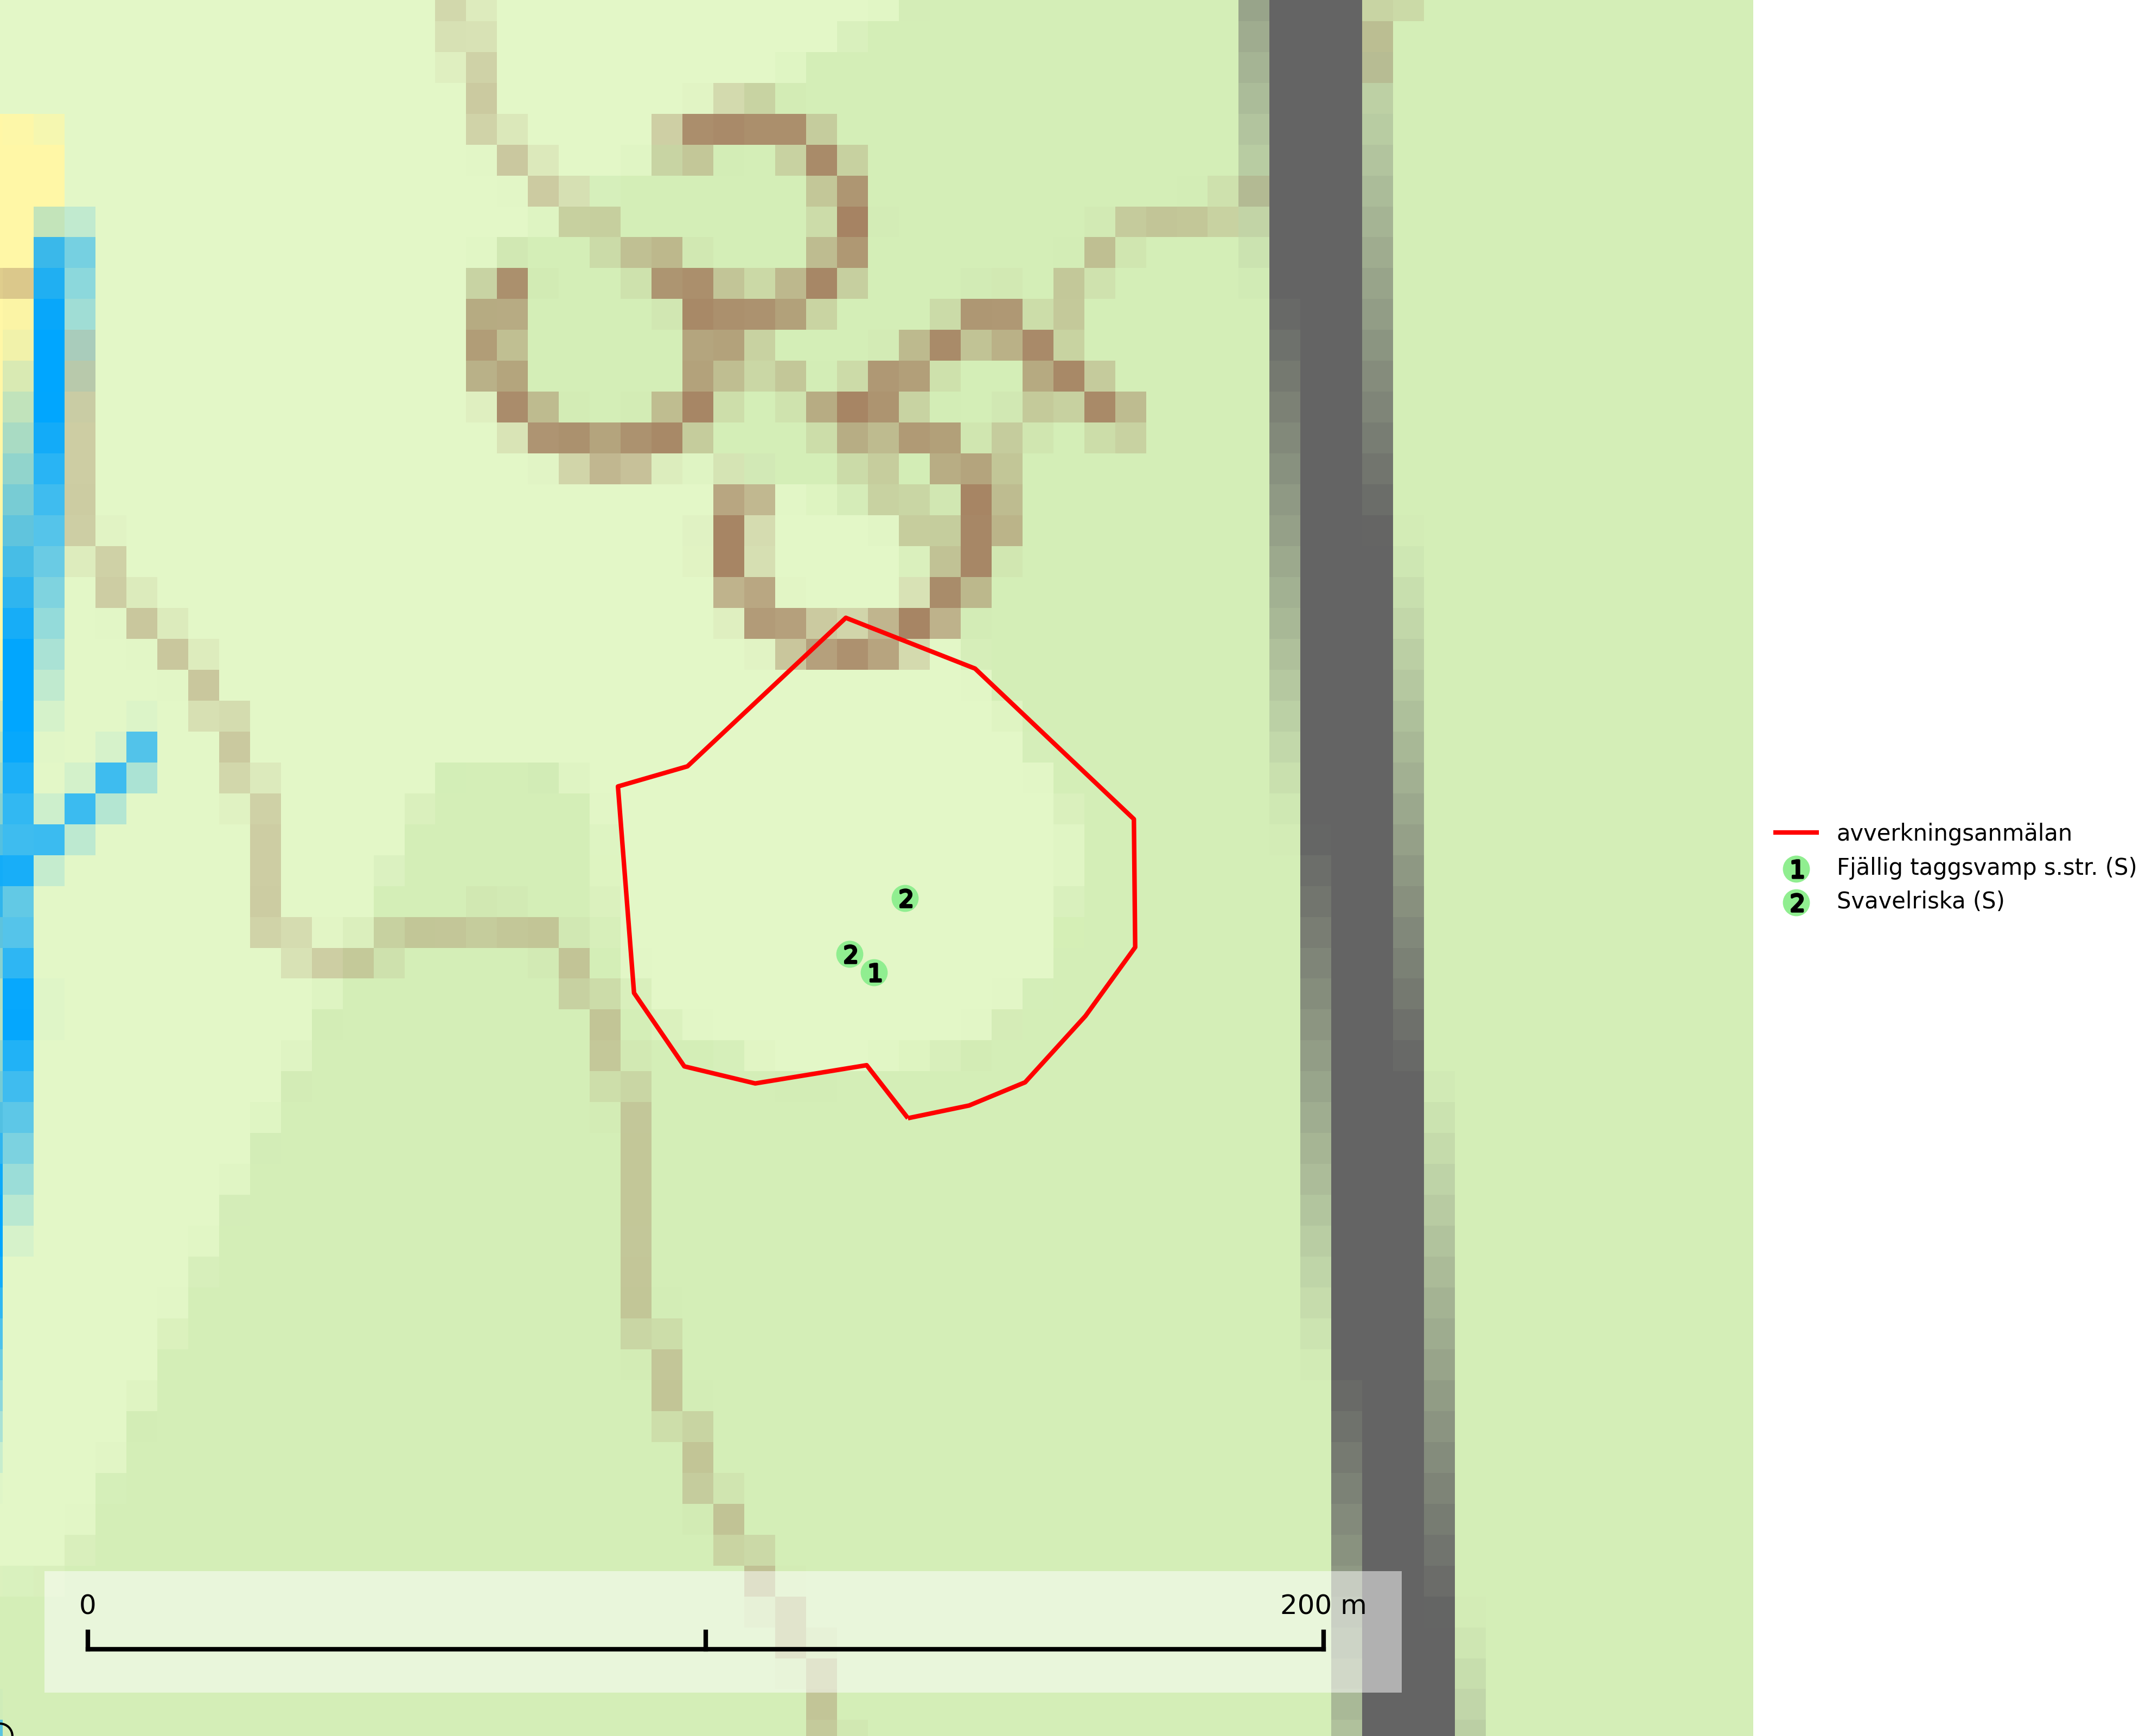 2
2
1
avverkningsanmälan
1 Fjällig taggsvamp s.str. (S)
2 Svavelriska (S)
0 200 m